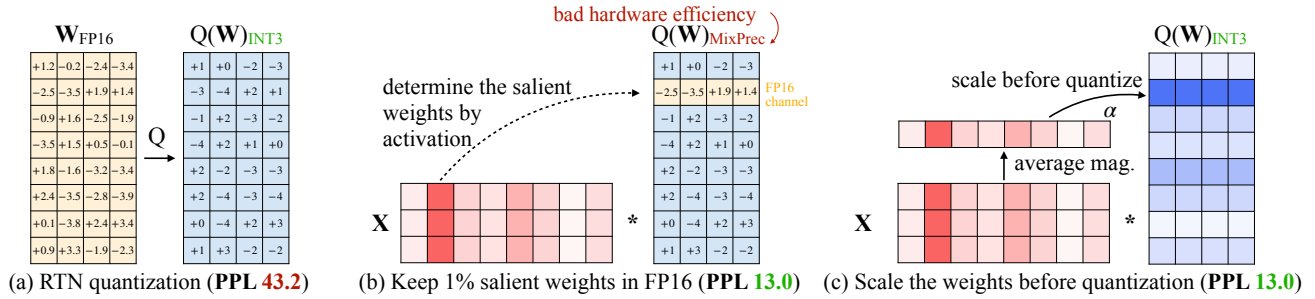 W_FP16
+1.2 −0.2 −2.4 −3.4
−2.5 −3.5 +1.9 +1.4
−0.9 +1.6 −2.5 −1.9
−3.5 +1.5 +0.5 −0.1
+1.8 −1.6 −3.2 −3.4
+2.4 −3.5 −2.8 −3.9
+0.1 −3.8 +2.4 +3.4
+0.9 +3.3 −1.9 −2.3
Q
Q(W)_INT3
+1 +0 −2 −3
−3 −4 +2 +1
−1 +2 −3 −2
−4 +2 +1 +0
+2 −2 −3 −3
+2 −4 −3 −4
+0 −4 +2 +3
+1 +3 −2 −2
(a) RTN quantization (PPL 43.2)
bad hardware efficiency
Q(W)_MixPrec
determine the salient
weights by
activation
+1 +0 −2 −3
−2.5 −3.5 +1.9 +1.4
FP16
channel
−1 +2 −3 −2
−4 +2 +1 +0
+2 −2 −3 −3
+2 −4 −3 −4
+0 −4 +2 +3
+1 +3 −2 −2
X
*
(b) Keep 1% salient weights in FP16 (PPL 13.0)
Q(W)_INT3
scale before quantize
α
average mag.
X
*
(c) Scale the weights before quantization (PPL 13.0)